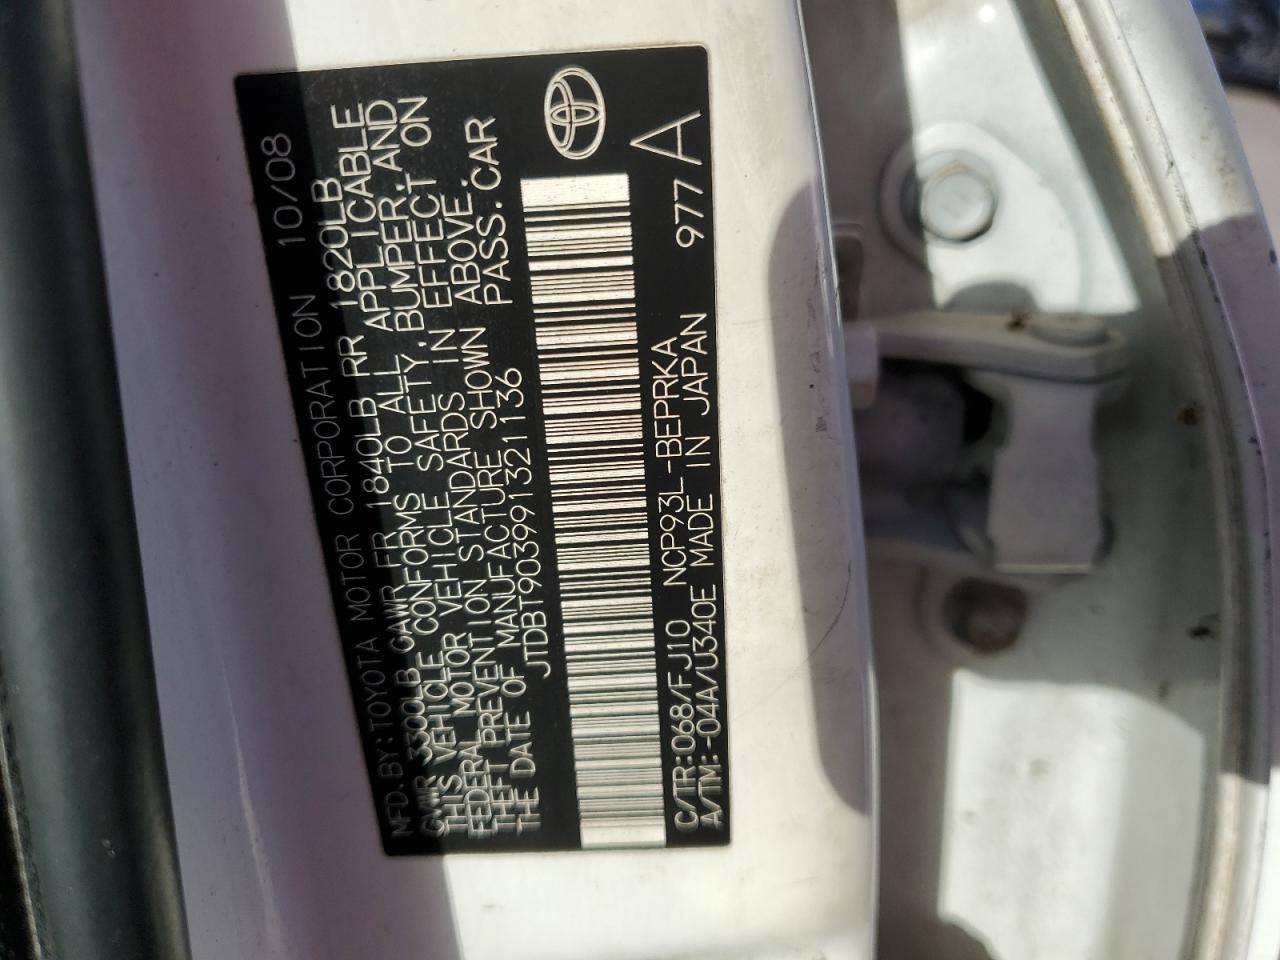 MFD.BY:TOYOTA MOTOR CORPORATION 10/08
GVWR 3300LB GAWR FR 1840LB RR 1820LB
THIS VEHICLE CONFORMS TO ALL APPLICABLE
FEDERAL MOTOR VEHICLE SAFETY,BUMPER,AND
THEFT PREVENTION STANDARDS IN EFFECT ON
THE DATE OF MANUFACTURE SHOWN ABOVE.
JTDBT903991321136 PASS.CAR
C/TR:068/FJ10 NCP93L-BEPRKA 977A
A/TM:-04A/U340E MADE IN JAPAN